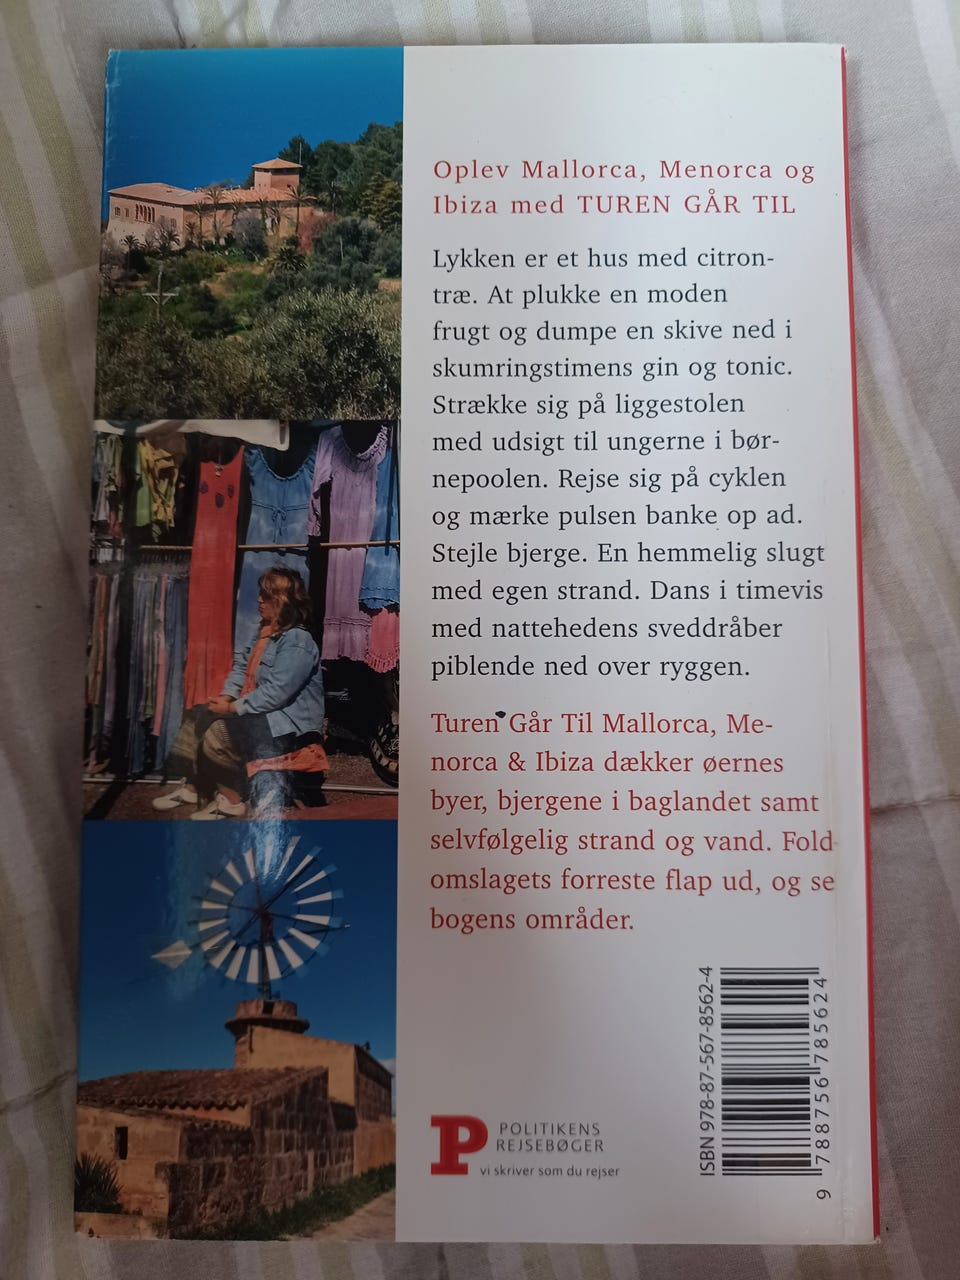 Oplev Mallorca, Menorca og
Ibiza med TUREN GÅR TIL
Lykken er et hus med citron-
træ. At plukke en moden
frugt og dumpe en skive ned i
skumringstimens gin og tonic.
Strække sig på liggestolen
med udsigt til ungerne i bør-
nepoolen. Rejse sig på cyklen
og mærke pulsen banke op ad.
Stejle bjerge. En hemmelig slugt
med egen strand. Dans i timevis
med nattehedens sveddråber
piblende ned over ryggen.
Turen Går Til Mallorca, Me-
norca & Ibiza dækker øernes
byer, bjergene i baglandet samt
selvfølgelig strand og vand. Fold-
omslagets forreste flap ud, og se
bogens områder.
ISBN 978-87-567-8562-4
9 788756 785624
P
POLITIKENS
REJSEBØGER
vi skriver som du rejser